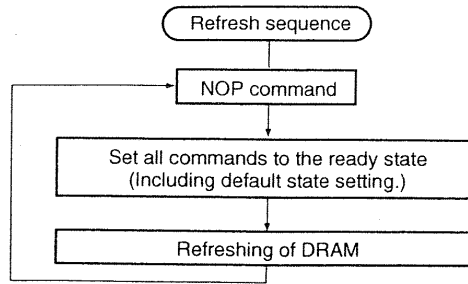 Refresh sequence
NOP command
Set all commands to the ready state
(Including default state setting.)
Refreshing of DRAM